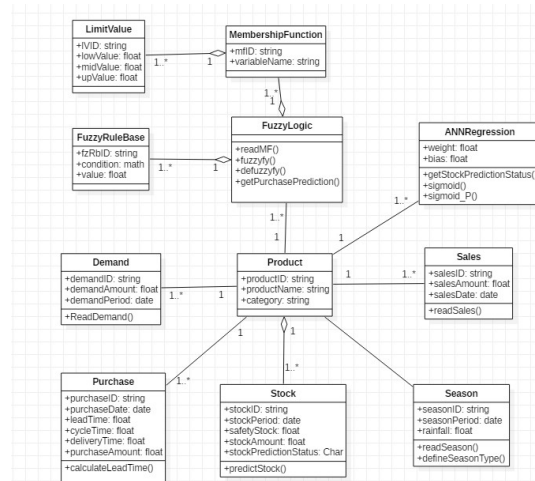 LimitValue
+lVID: string
+lowValue: float
+midValue: float
+upValue: float
1..*
1
MembershipFunction
+mfID: string
+variableName: string
1..*
1
FuzzyRuleBase
+fzRbID: string
+condition: math
+value: float
1..*
1
FuzzyLogic
+readMF()
+fuzzyfy()
+defuzzyfy()
+getPurchasePrediction()
1..*
1
ANNRegression
+weight: float
+bias: float
+getStockPredictionStatus()
+sigmoid()
+sigmoid_P()
1..*
1
Demand
+demandID: string
+demandAmount: float
+demandPeriod: date
+ReadDemand()
1..*
1
Product
+productID: string
+productName: string
+category: string
1
1..*
Sales
+salesID: string
+salesAmount: float
+salesDate: date
+readSales()
1
1..*
Purchase
+purchaseID: string
+purchaseDate: date
+leadTime: float
+cycleTime: float
+deliveryTime: float
+purchaseAmount: float
+calculateLeadTime()
1
1..*
Stock
+stockID: string
+stockPeriod: date
+safetyStock: float
+stockAmount: float
+stockPredictionStatus: Char
+predictStock()
Season
+seasonID: string
+seasonPeriod: date
+rainfall: float
+readSeason()
+defineSeasonType()